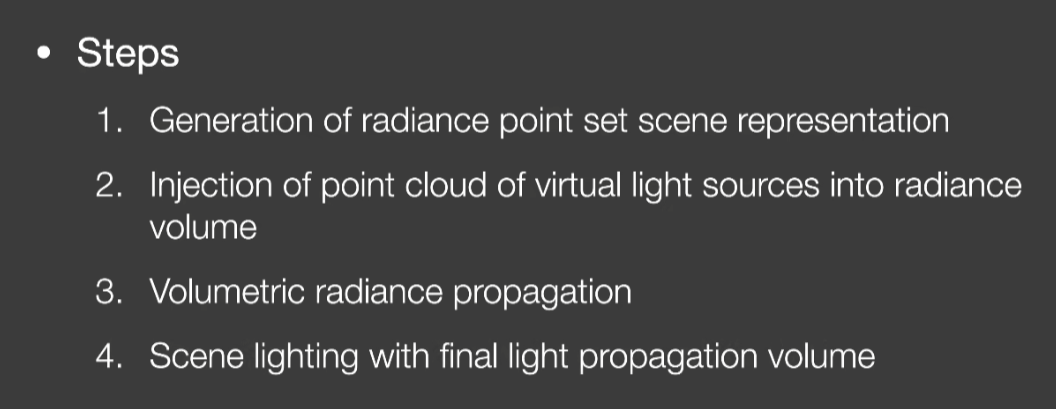 • Steps
1. Generation of radiance point set scene representation
2. Injection of point cloud of virtual light sources into radiance
volume
3. Volumetric radiance propagation
4. Scene lighting with final light propagation volume